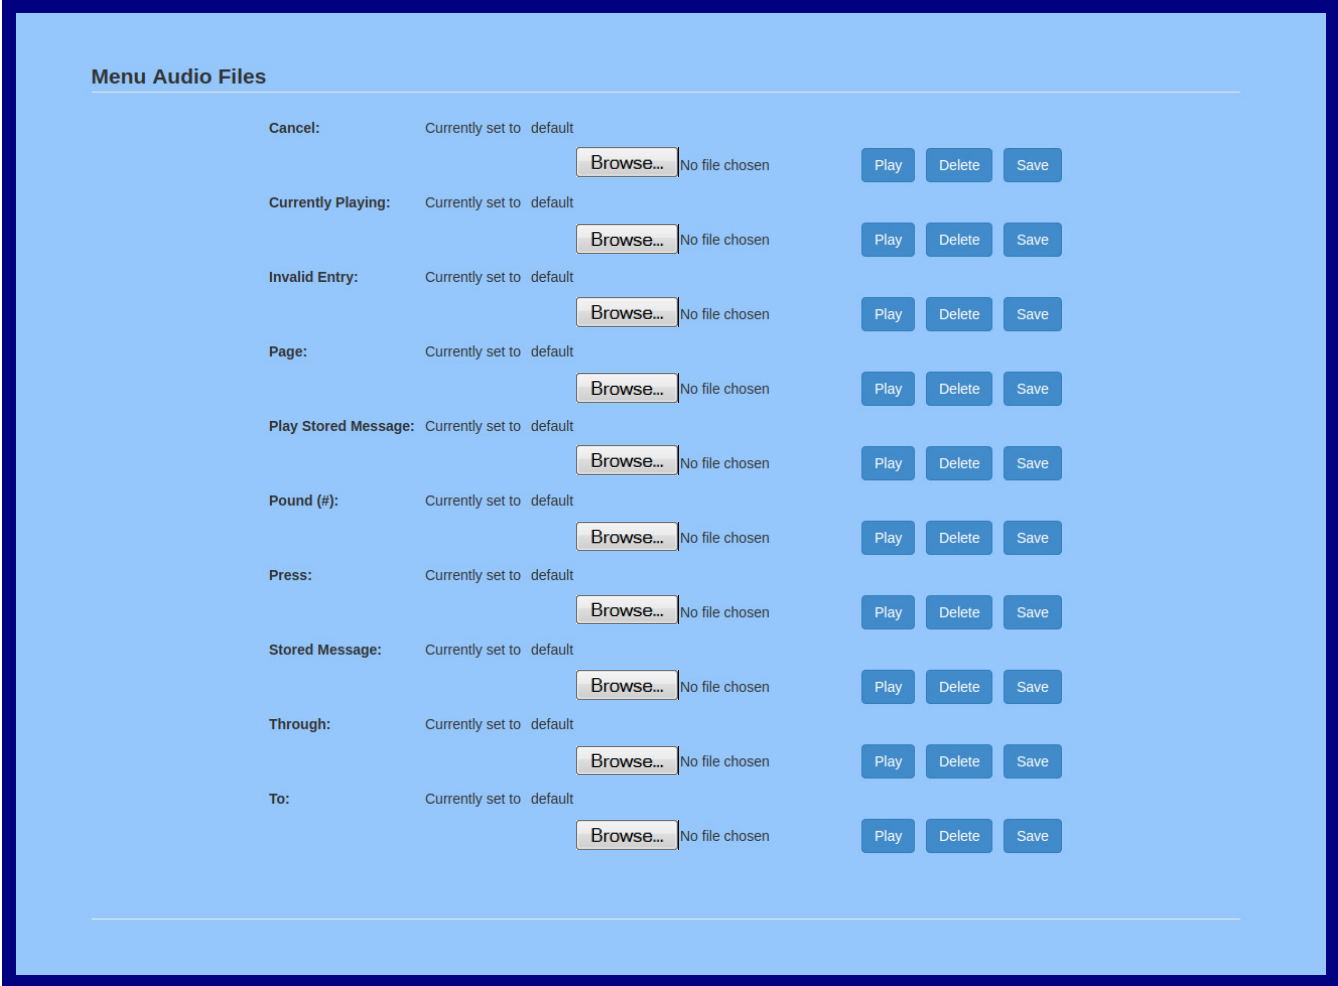 Menu Audio Files
Cancel: Currently set to default
Browse... No file chosen Play Delete Save
Currently Playing: Currently set to default
Browse... No file chosen Play Delete Save
Invalid Entry: Currently set to default
Browse... No file chosen Play Delete Save
Page: Currently set to default
Browse... No file chosen Play Delete Save
Play Stored Message: Currently set to default
Browse... No file chosen Play Delete Save
Pound (#): Currently set to default
Browse... No file chosen Play Delete Save
Press: Currently set to default
Browse... No file chosen Play Delete Save
Stored Message: Currently set to default
Browse... No file chosen Play Delete Save
Through: Currently set to default
Browse... No file chosen Play Delete Save
To: Currently set to default
Browse... No file chosen Play Delete Save